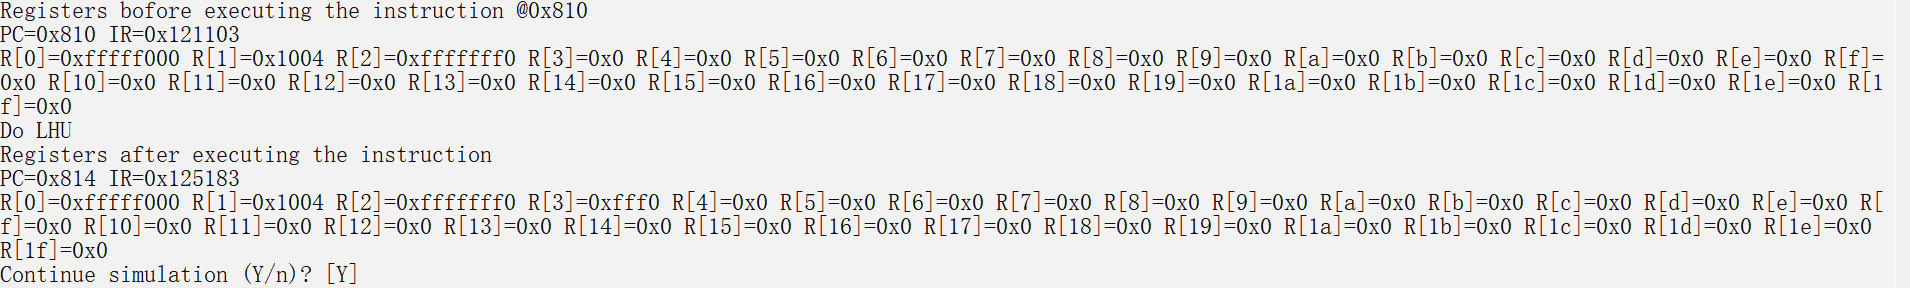 Registers bofore executing the instruction @0x810
PC=0x810 IR=0x121103
R[0]=0xfffff000 R[1]=0x1004 R[2]=0xfffffff0 R[3]=0x0 R[4]=0x0 R[5]=0x0 R[6]=0x0 R[7]=0x0 R[8]=0x0 R[9]=0x0 R[a]=0x0 R[b]=0x0 R[c]=0x0 R[d]=0x0 R[e]=0x0 R[f]=
0x0 R[10]=0x0 R[11]=0x0 R[12]=0x0 R[13]=0x0 R[14]=0x0 R[15]=0x0 R[16]=0x0 R[17]=0x0 R[18]=0x0 R[19]=0x0 R[1a]=0x0 R[1b]=0x0 R[1c]=0x0 R[1d]=0x0 R[1e]=0x0 R[1
f]=0x0
Do LHU
Registers after executing the instruction
PC=0x814 IR=0x125183
R[0]=0xfffff000 R[1]=0x1004 R[2]=0xfffffff0 R[3]=0xfff0 R[4]=0x0 R[5]=0x0 R[6]=0x0 R[7]=0x0 R[8]=0x0 R[9]=0x0 R[a]=0x0 R[b]=0x0 R[c]=0x0 R[d]=0x0 R[e]=0x0 R[
f]=0x0 R[10]=0x0 R[11]=0x0 R[12]=0x0 R[13]=0x0 R[14]=0x0 R[15]=0x0 R[16]=0x0 R[17]=0x0 R[18]=0x0 R[19]=0x0 R[1a]=0x0 R[1b]=0x0 R[1c]=0x0 R[1d]=0x0 R[1e]=0x0
R[1f]=0x0
Continue simulation (Y/n)? [Y]